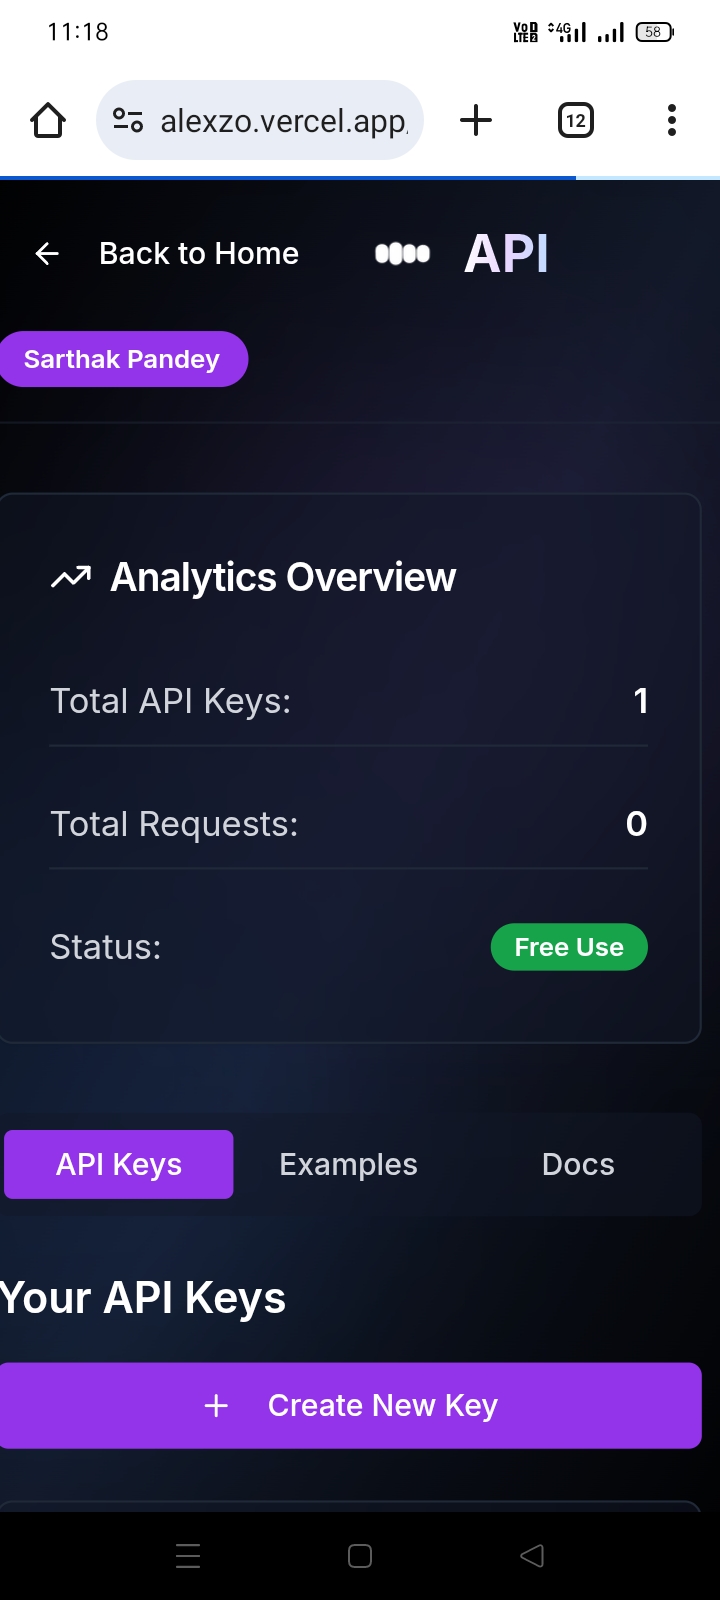 11:18
Vo D
LTE 2
4G
58
alexzo.vercel.app
12
Back to Home
API
Sarthak Pandey
Analytics Overview
Total API Keys:
1
Total Requests:
0
Status:
Free Use
API Keys
Examples
Docs
Your API Keys
+ Create New Key